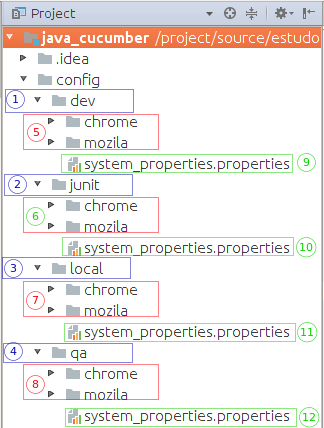 Project
java_cucumber /project/source/estudo
.idea
config
1 dev
chrome
5
mozila
system_properties.properties 9
2 junit
chrome
6
mozila
system_properties.properties 10
3 local
chrome
7
mozila
system_properties.properties 11
4 qa
chrome
8
mozila
system_properties.properties 12